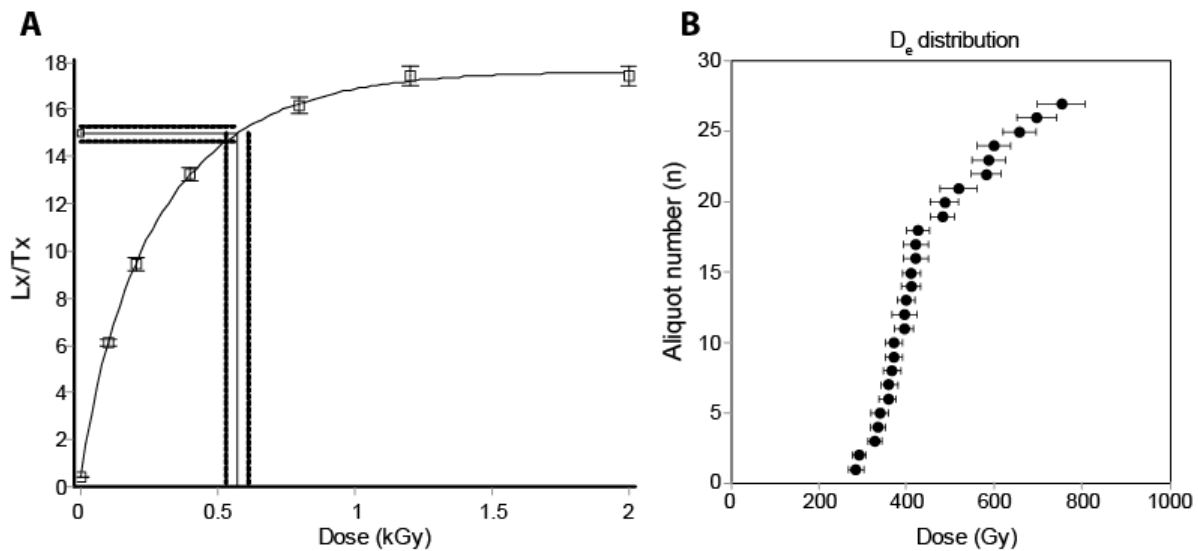 A
18
16
14
12
10
8
6
4
2
0
Lx/Tx
0 0.5 1 1.5 2
Dose (kGy)
B
De distribution
30
25
20
15
10
5
0
Aliquot number (n)
0 200 400 600 800 1000
Dose (Gy)